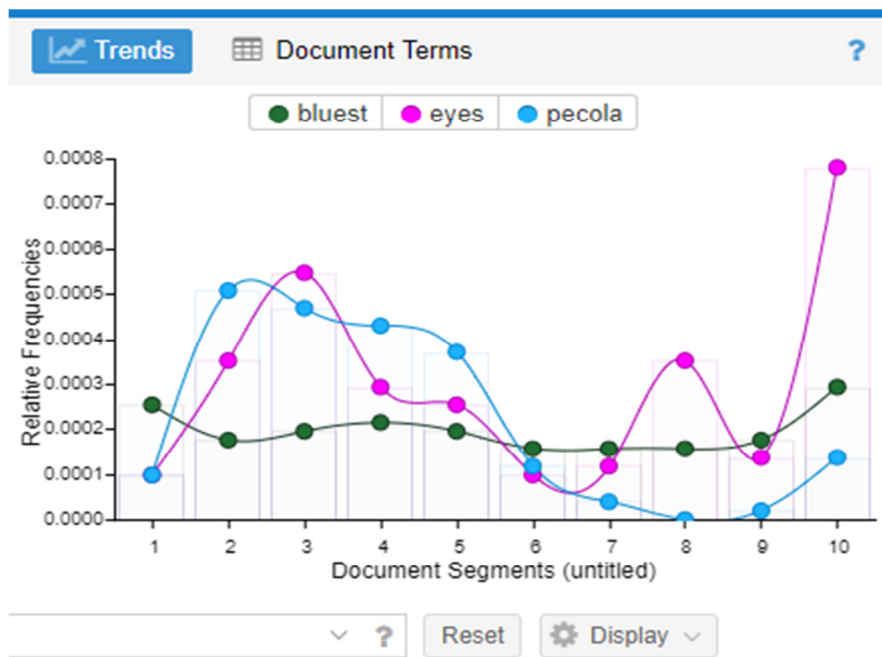 Trends Document Terms ?
bluest eyes pecola
0.0008
0.0007
0.0006
0.0005
0.0004
0.0003
0.0002
0.0001
0.0000
Relative Frequencies
1 2 3 4 5 6 7 8 9 10
Document Segments (untitled)
? Reset Display